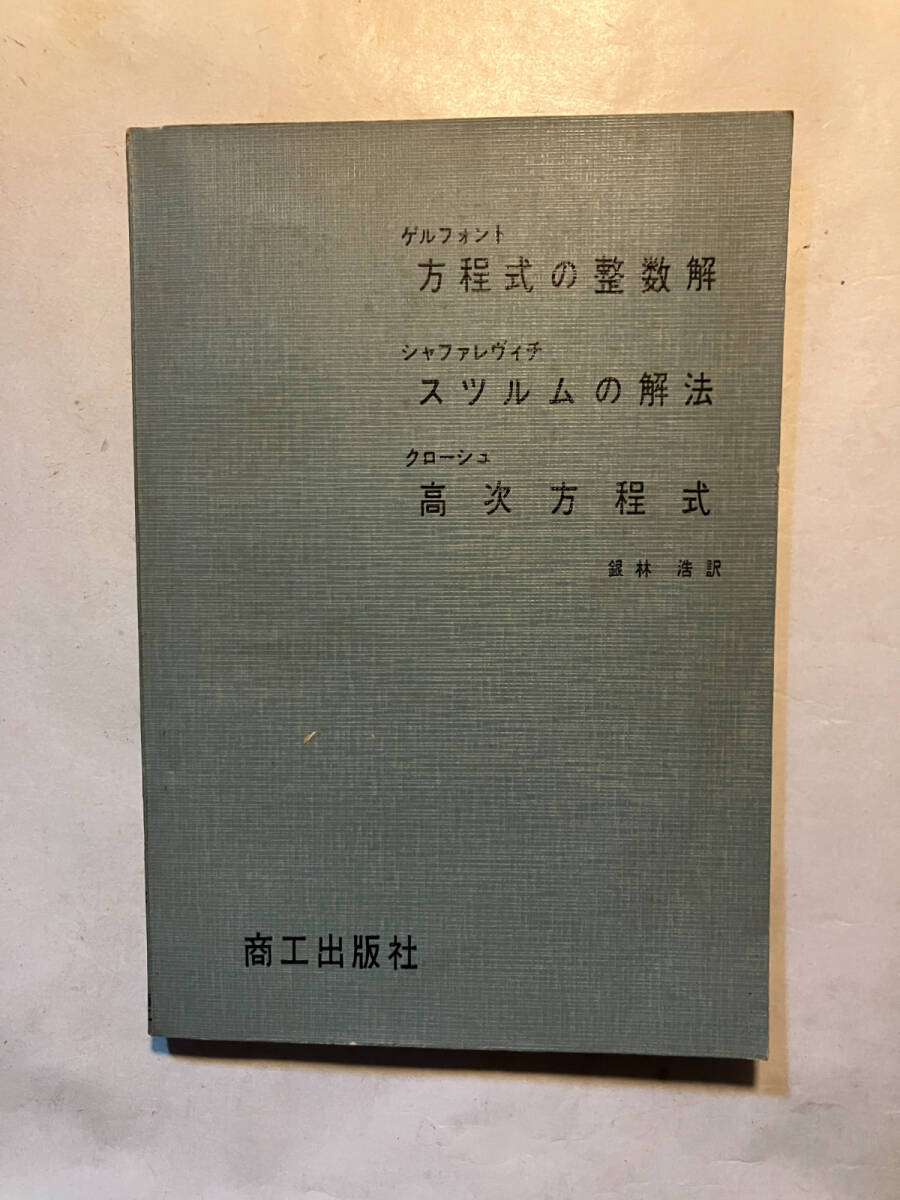 ゲルフォント
方程式の整数解
シャファレヴィチ
スツルムの解法
クローシュ
高次方程式
銀林 浩訳
商工出版社